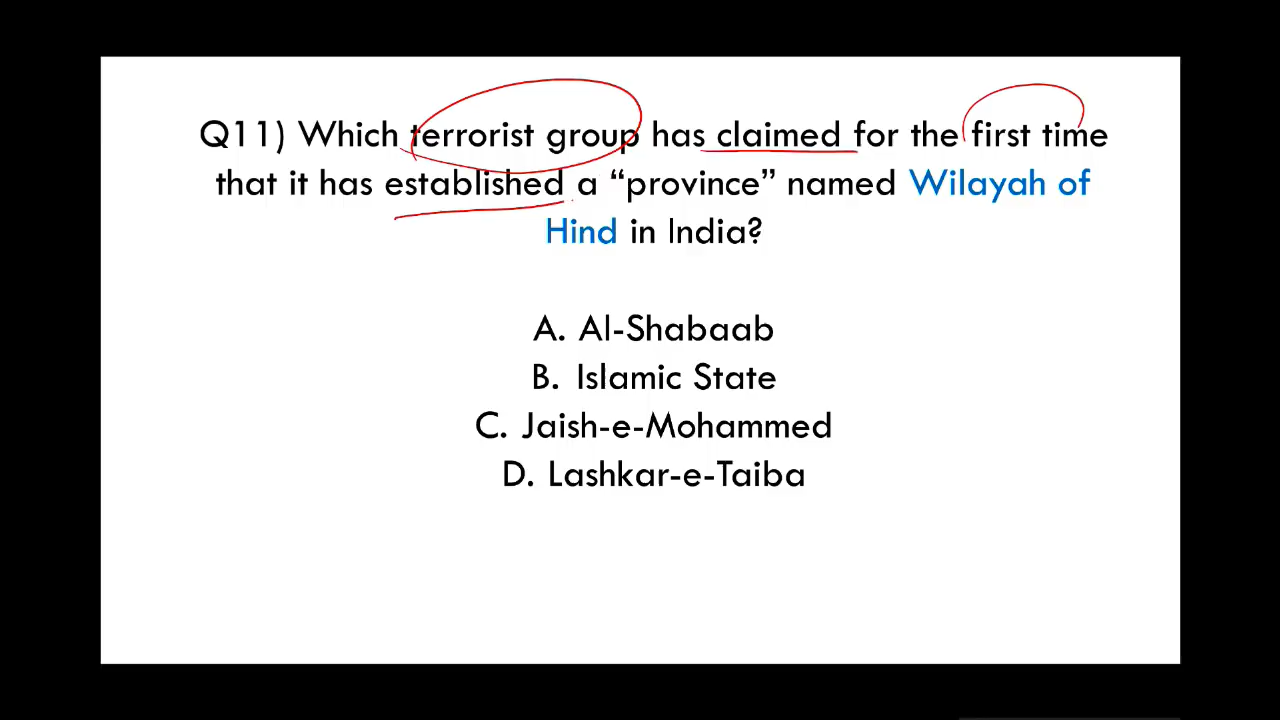 Q11) Which terrorist group has claimed for the first time
that it has established a “province” named Wilayah of
Hind in India?
A. Al-Shabaab
B. Islamic State
C. Jaish-e-Mohammed
D. Lashkar-e-Taiba